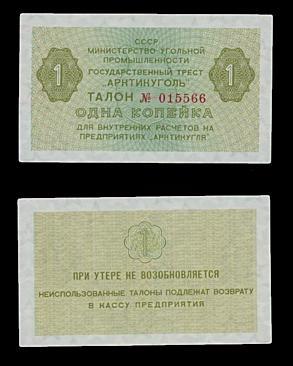 СССР
МИНИСТЕРСТВО УГОЛЬНОЙ
ПРОМЫШЛЕННОСТИ
ГОСУДАРСТВЕННЫЙ ТРЕСТ
1 „АРКТИКУГОЛЬ" 1
ТАЛОН № 015566
ОДНА КОПЕЙКА
ДЛЯ ВНУТРЕННИХ РАСЧЕТОВ НА
ПРЕДПРИЯТИЯХ „АРКТИКУГЛЯ"
1
ПРИ УТЕРЕ НЕ ВОЗОБНОВЛЯЕТСЯ
НЕИСПОЛЬЗОВАННЫЕ ТАЛОНЫ ПОДЛЕЖАТ ВОЗВРАТУ
В КАССУ ПРЕДПРИЯТИЯ